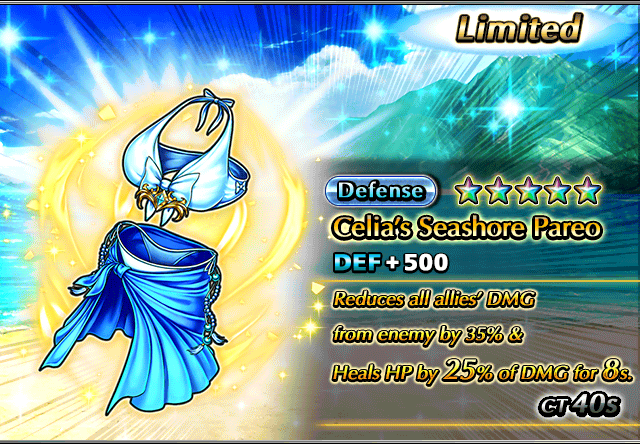 Limited
Defense
Celia's Seashore Pareo
DEF+500
Reduces all allies' DMG
from enemy by 35% &
Heals HP by 25% of DMG for 8s.
CT 40s